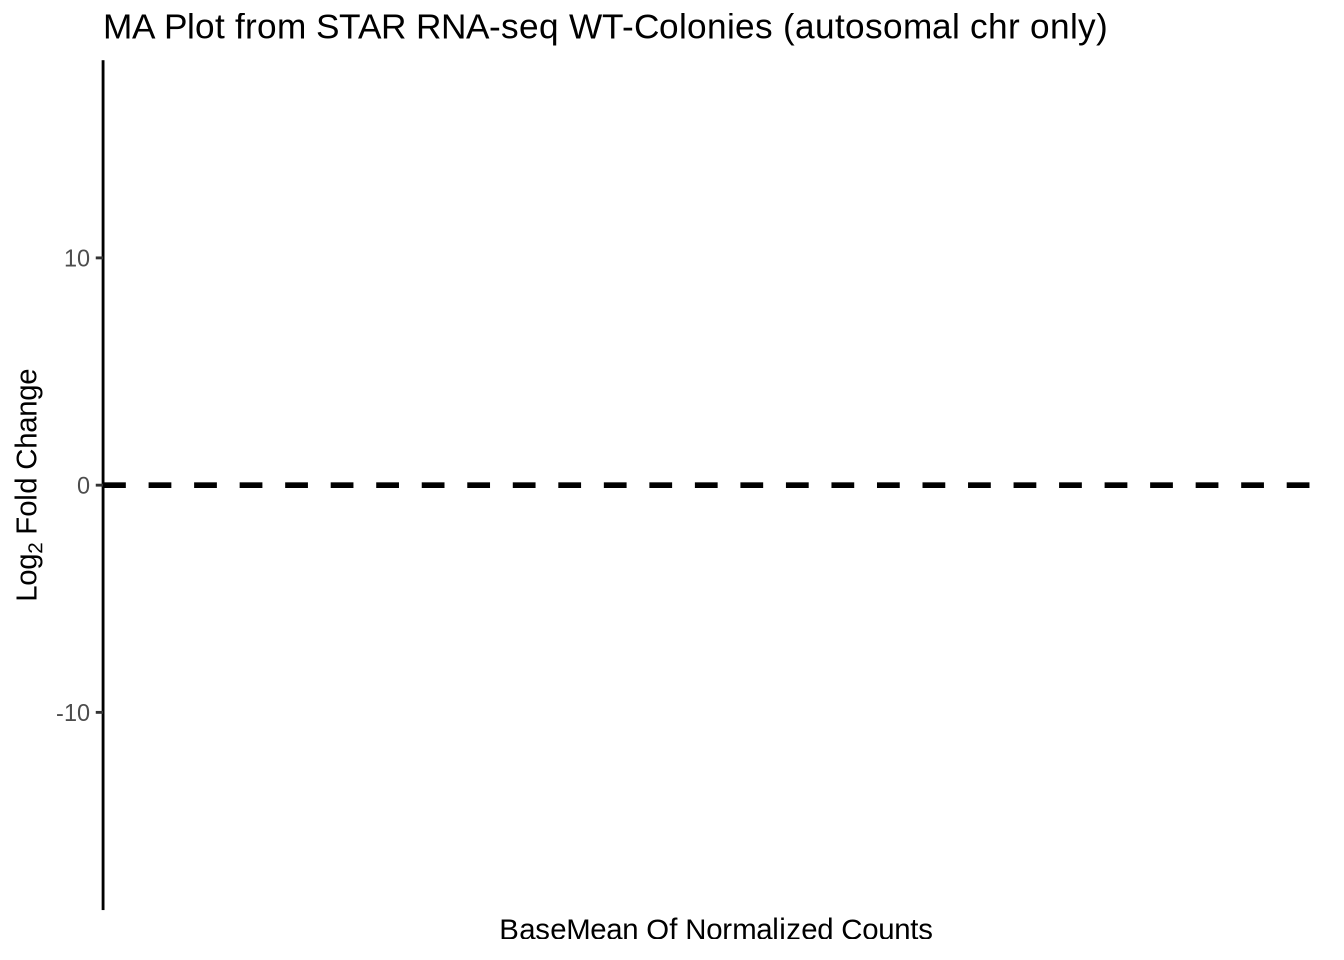 MA Plot from STAR RNA-seq WT-Colonies (autosomal chr only)
10
0
-10
Log₂ Fold Change
BaseMean Of Normalized Counts